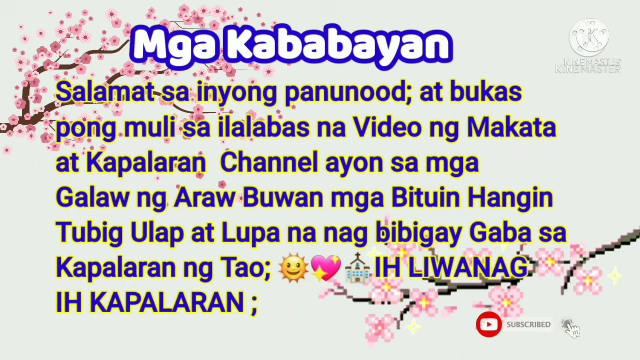 Mga Kababayan
KINEMASTER
KINEMASTER
Salamat sa inyong panunood; at bukas
pong muli sa ilalabas na Video ng Makata
at Kapalaran Channel ayon sa mga
Galaw ng Araw Buwan mga Bituin Hangin
Tubig Ulap at Lupa na nag bibigay Gaba sa
Kapalaran ng Tao; 🌞💖⛪IH LIWANAG
IH KAPALARAN ;
SUBSCRIBED